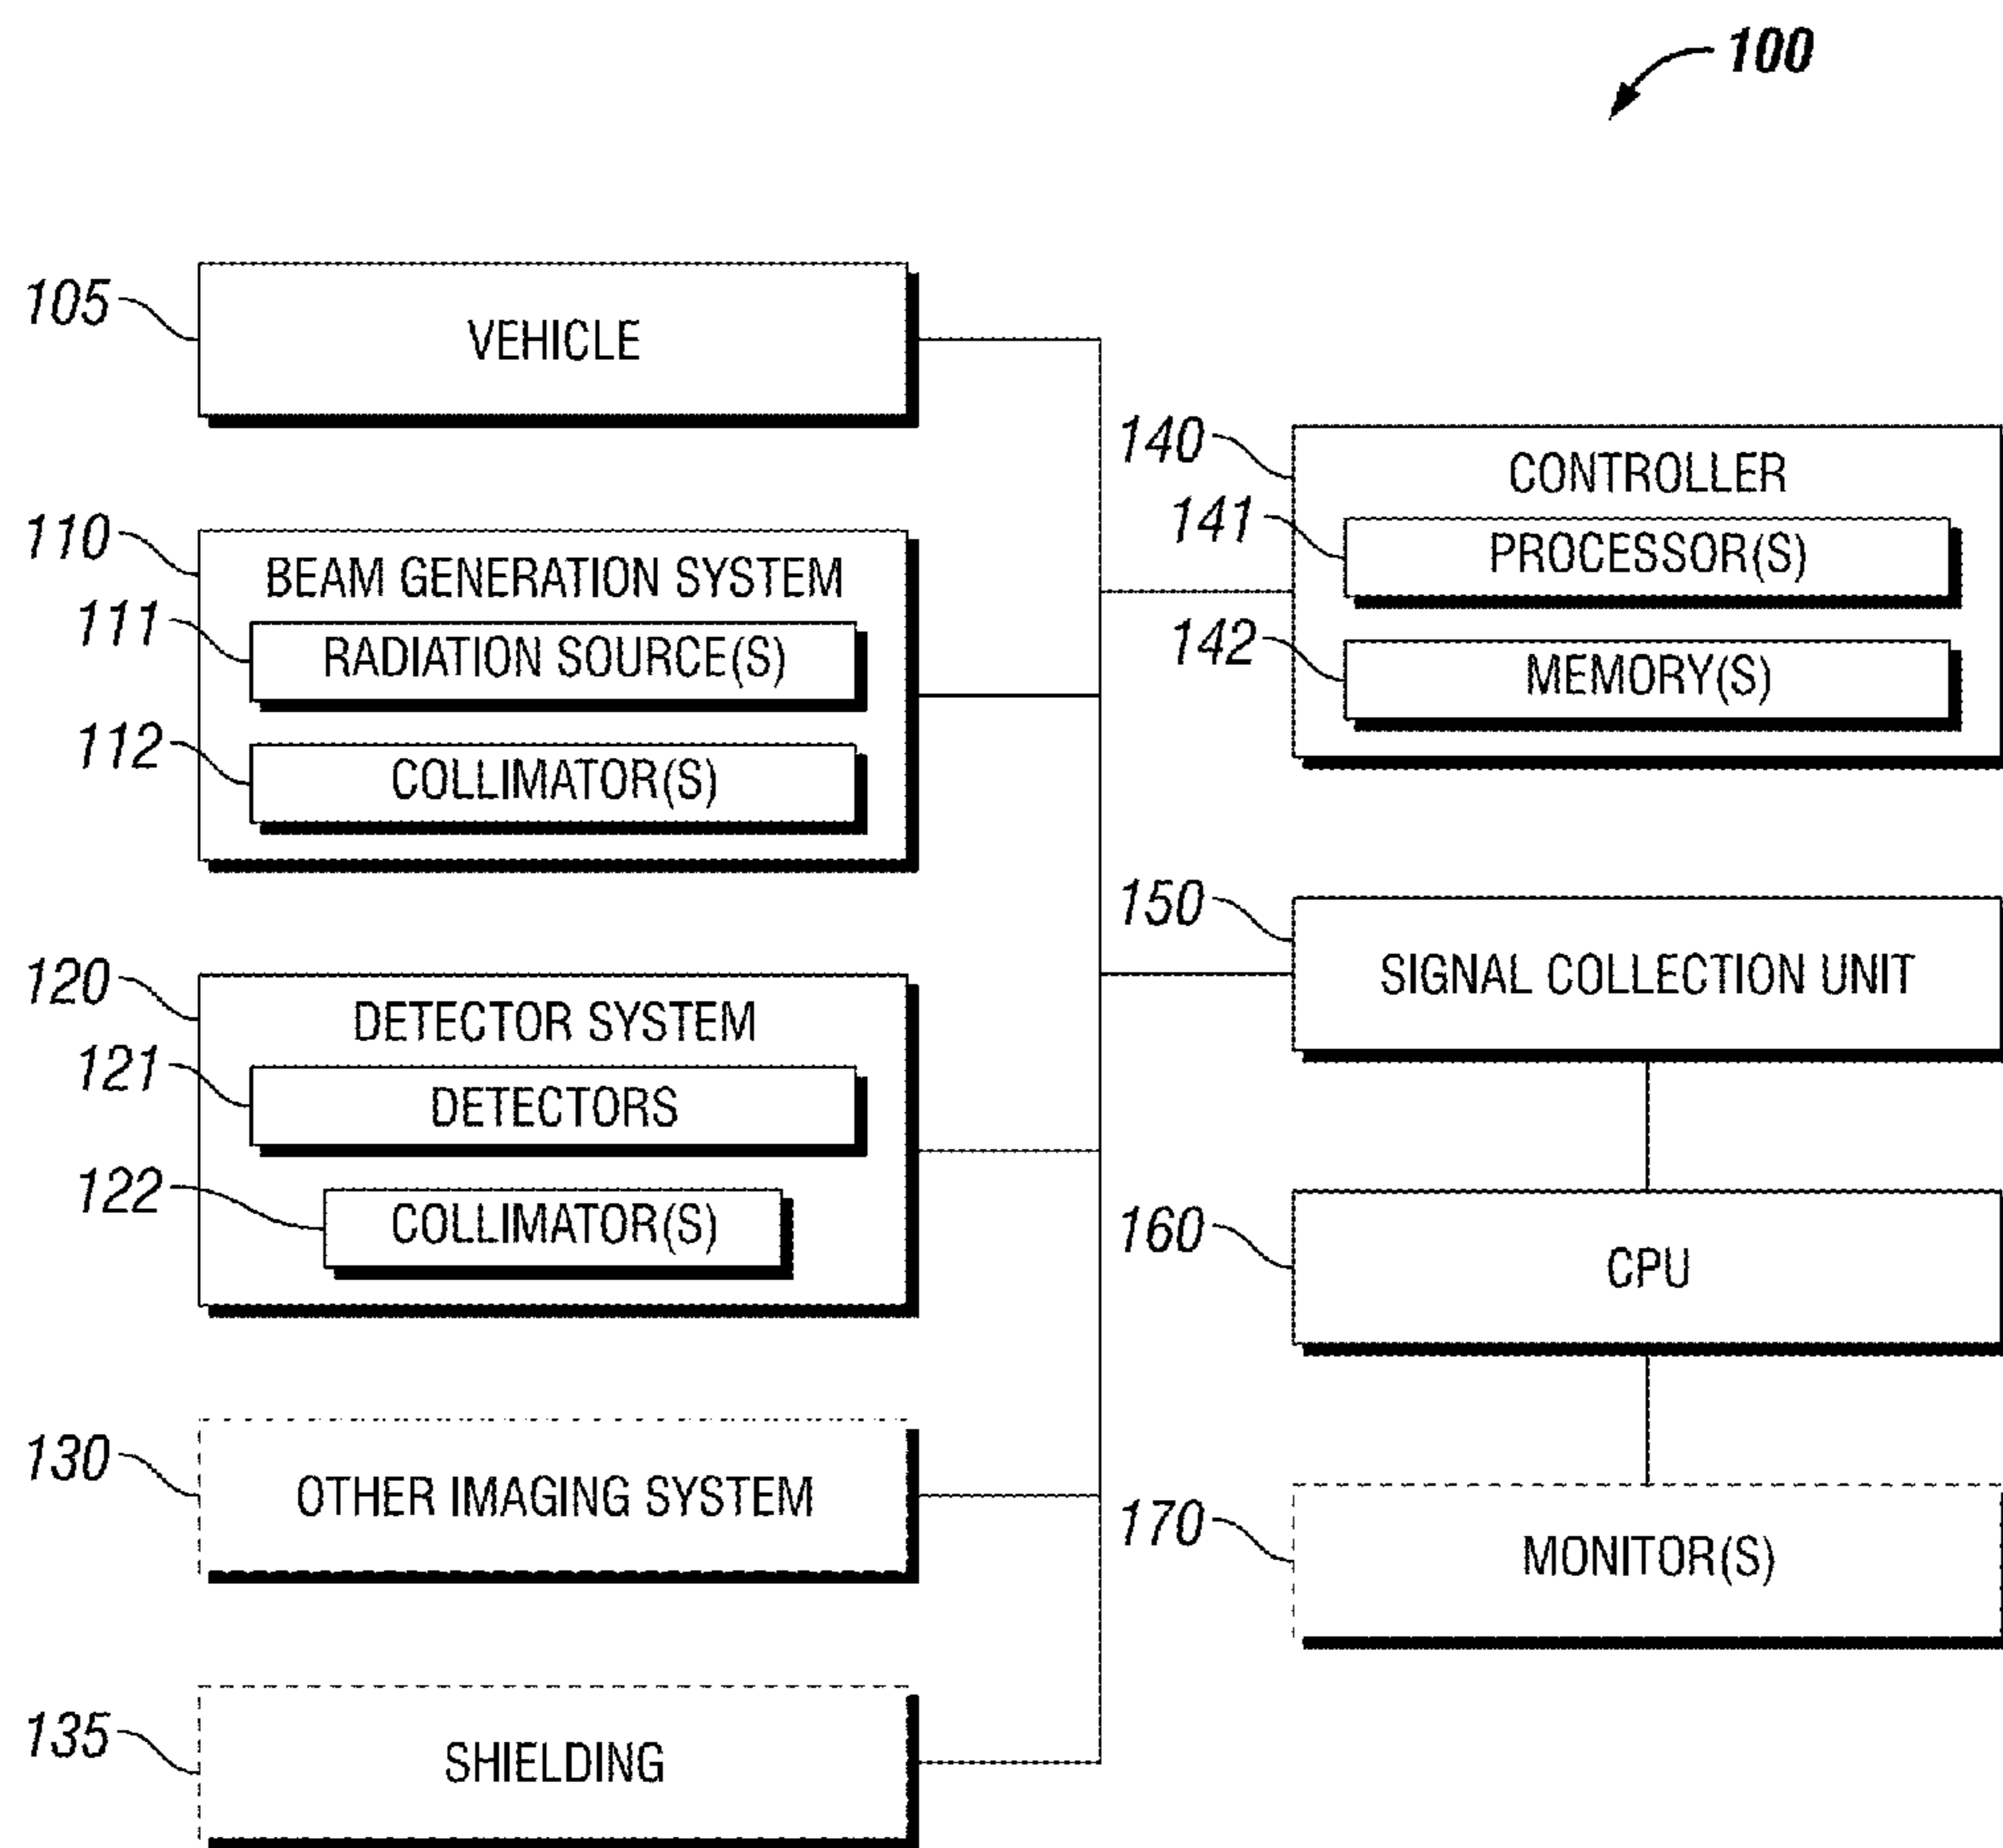 100
105
VEHICLE
110
BEAM GENERATION SYSTEM
111
RADIATION SOURCE(S)
112
COLLIMATOR(S)
120
DETECTOR SYSTEM
121
DETECTORS
122
COLLIMATOR(S)
130
OTHER IMAGING SYSTEM
135
SHIELDING
140
CONTROLLER
141
PROCESSOR(S)
142
MEMORY(S)
150
SIGNAL COLLECTION UNIT
160
CPU
170
MONITOR(S)